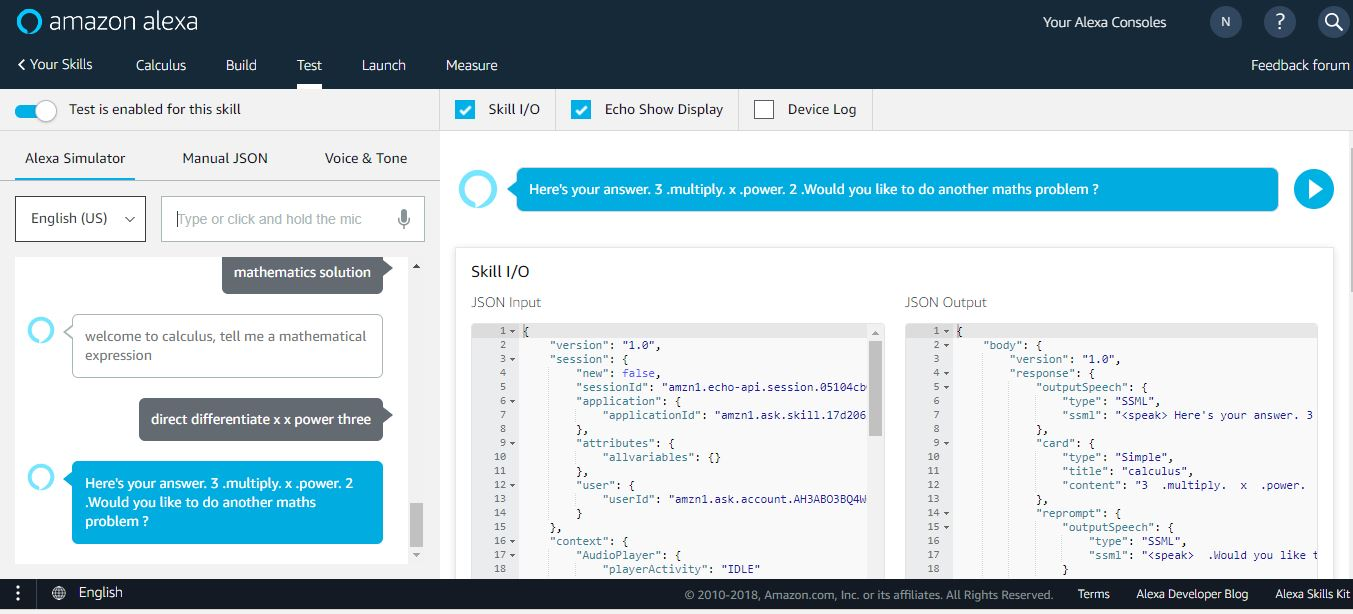 amazon alexa
Your Alexa Consoles
N
?
Your Skills
Calculus
Build
Test
Launch
Measure
Feedback forum
Test is enabled for this skill
Skill I/O
Echo Show Display
Device Log
Alexa Simulator
Manual JSON
Voice & Tone
English (US)
Type or click and hold the mic
mathematics solution
welcome to calculus, tell me a mathematical
expression
direct differentiate x x power three
Here's your answer. 3 .multiply. x .power. 2
.Would you like to do another maths
problem ?
Here's your answer. 3 .multiply. x .power. 2 .Would you like to do another maths problem ?
Skill I/O
JSON Input
1 {
2 "version": "1.0",
3 "session": {
4 "new": false,
5 "sessionId": "amzn1.echo-api.session.05104cb
6 "application": {
7 "applicationId": "amzn1.ask.skill.17d206
8 },
9 "attributes": {
10 "allvariables": {}
11 },
12 "user": {
13 "userId": "amzn1.ask.account.AH3ABO3BQ4W
14 }
15 },
16 "context": {
17 "AudioPlayer": {
18 "playerActivity": "IDLE"
JSON Output
1 {
2 "body": {
3 "version": "1.0",
4 "response": {
5 "outputSpeech": {
6 "type": "SSML",
7 "ssml": "<speak> Here's your answer. 3
8 },
9 "card": {
10 "type": "Simple",
11 "title": "calculus",
12 "content": "3 .multiply. x .power.
13 },
14 "reprompt": {
15 "outputSpeech": {
16 "type": "SSML",
17 "ssml": "<speak> .Would you like t
18 }
English
© 2010-2018, Amazon.com, Inc. or its affiliates. All Rights Reserved.
Terms
Alexa Developer Blog
Alexa Skills Kit